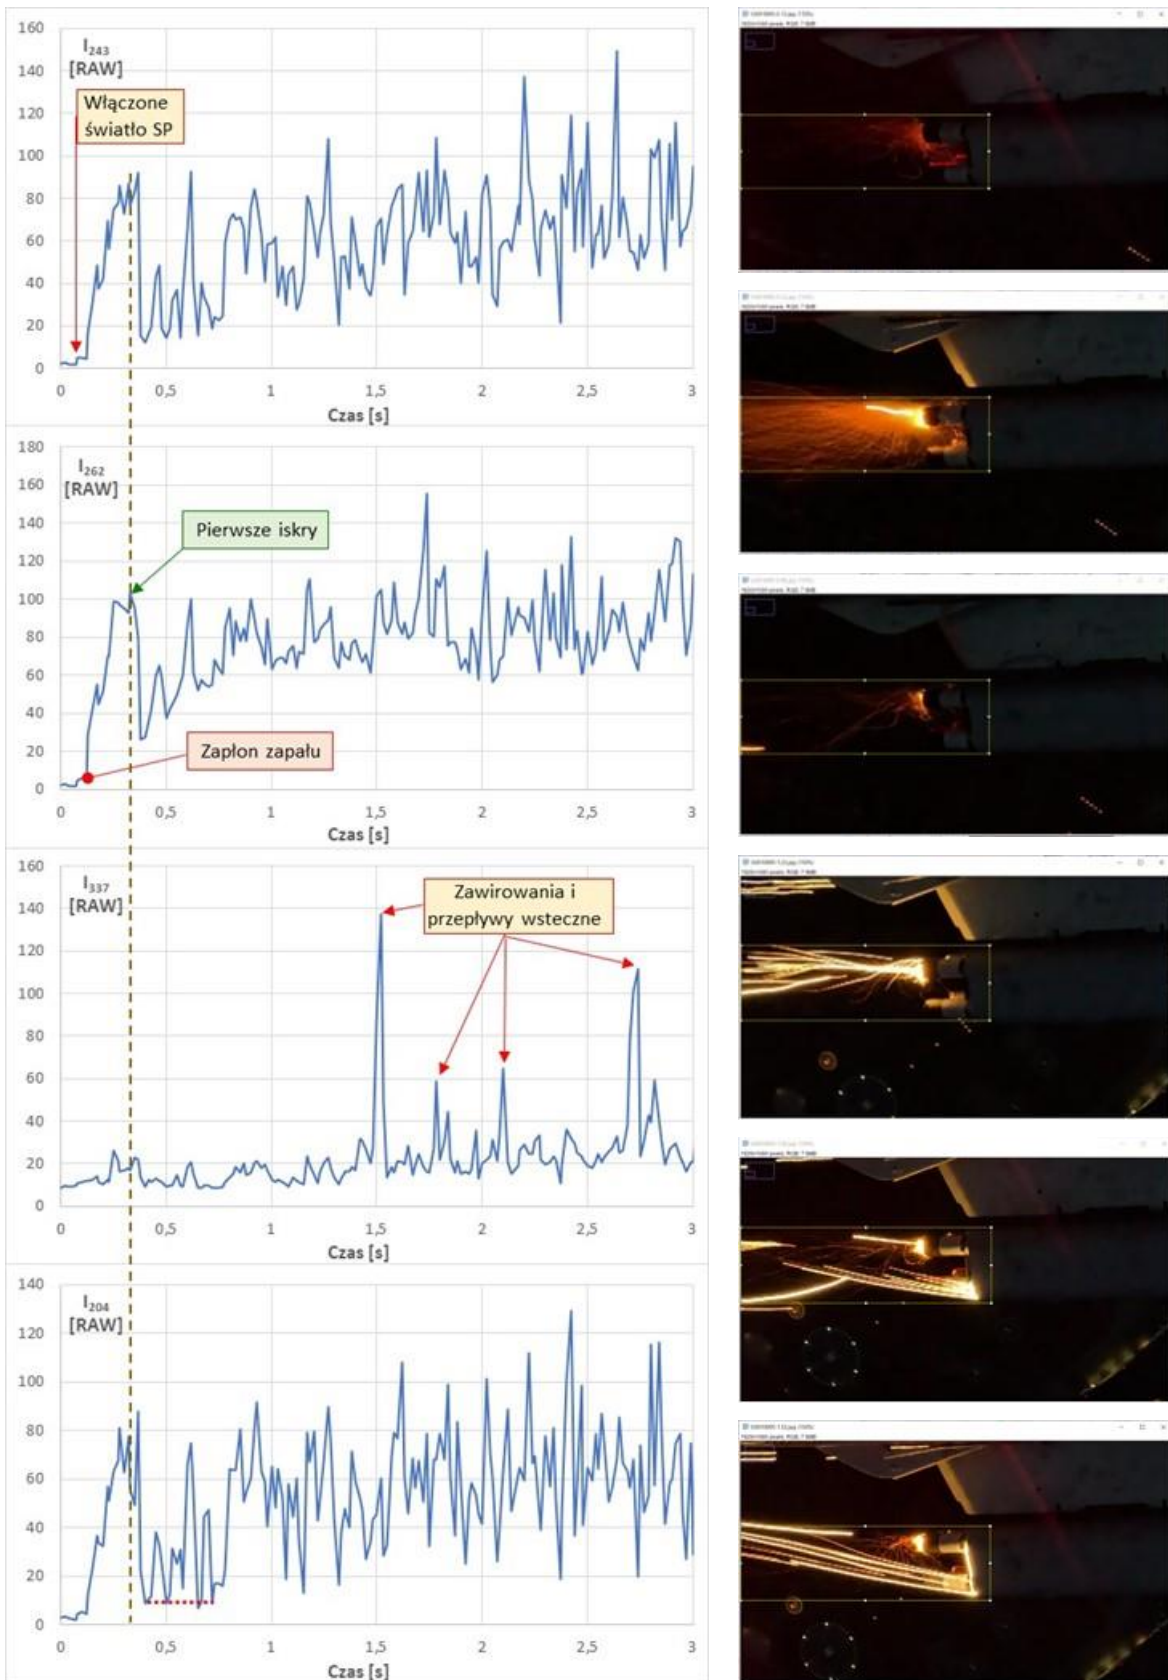 160
I243
[RAW]
140
120
Włączone
światło SP
100
80
60
40
20
0
0 0,5 1 1,5 2 2,5 3
Czas [s]
180
I262
[RAW]
160
140
Pierwsze iskry
120
100
80
60
40
Zapłon zapału
20
0
0 0,5 1 1,5 2 2,5 3
Czas [s]
160
I337
[RAW]
Zawirowania i
przepływy wsteczne
140
120
100
80
60
40
20
0
0 0,5 1 1,5 2 2,5 3
Czas [s]
140
I204
[RAW]
120
100
80
60
40
20
0
0 0,5 1 1,5 2 2,5 3
Czas [s]